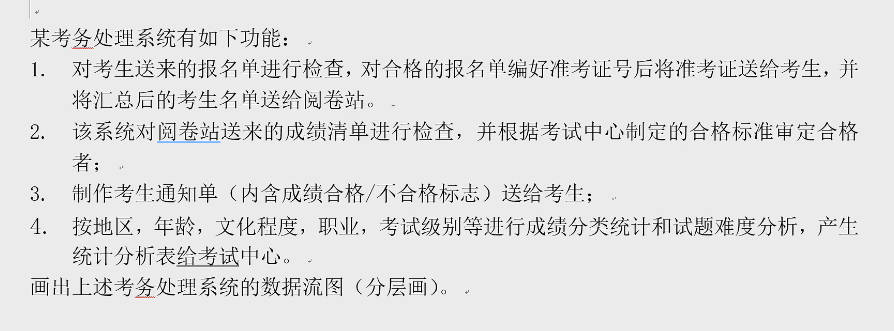 某考务处理系统有如下功能：
1. 对考生送来的报名单进行检查，对合格的报名单编好准考证号后将准考证送给考生，并
将汇总后的考生名单送给阅卷站。
2. 该系统对阅卷站送来的成绩清单进行检查，并根据考试中心制定的合格标准审定合格
者；
3. 制作考生通知单（内含成绩合格/不合格标志）送给考生；
4. 按地区，年龄，文化程度，职业，考试级别等进行成绩分类统计和试题难度分析，产生
统计分析表给考试中心。
画出上述考务处理系统的数据流图（分层画）。